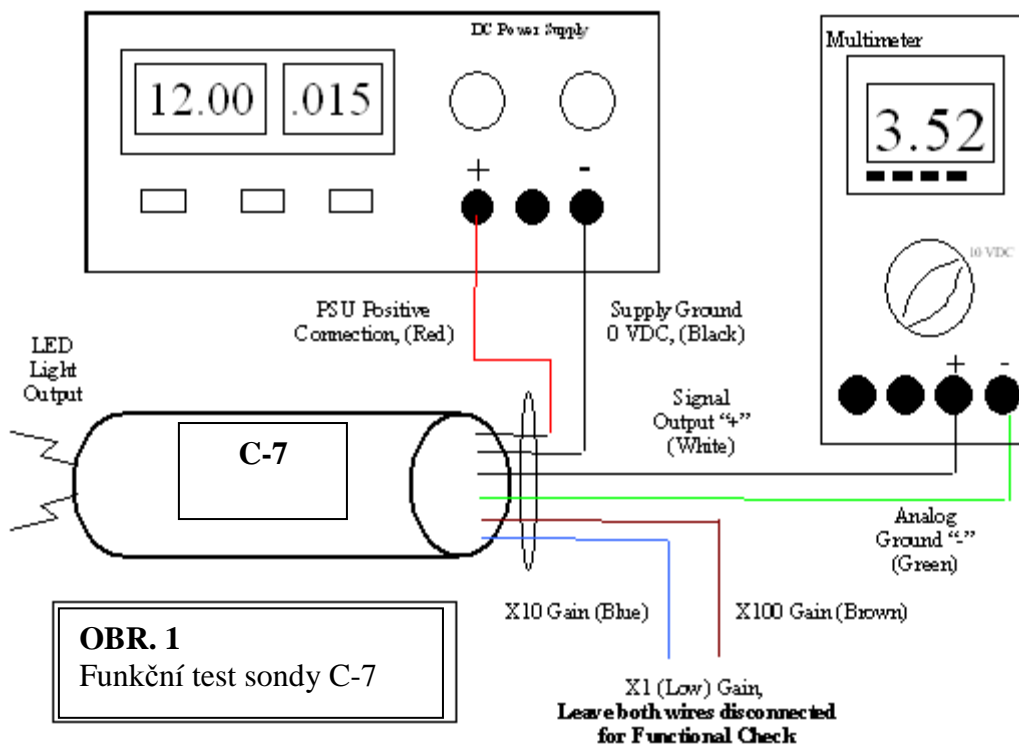 DC Power Supply
12.00
.015
+
-
Multimeter
3.52
10 VDC
+
-
PSU Positive
Connection, (Red)
Supply Ground
0 VDC, (Black)
LED
Light
Output
C-7
Signal
Output “+”
(White)
Analog
Ground “-”
(Green)
X10 Gain (Blue)
X100 Gain (Brown)
X1 (Low) Gain,
Leave both wires disconnected
for Functional Check
OBR. 1
Funkční test sondy C-7